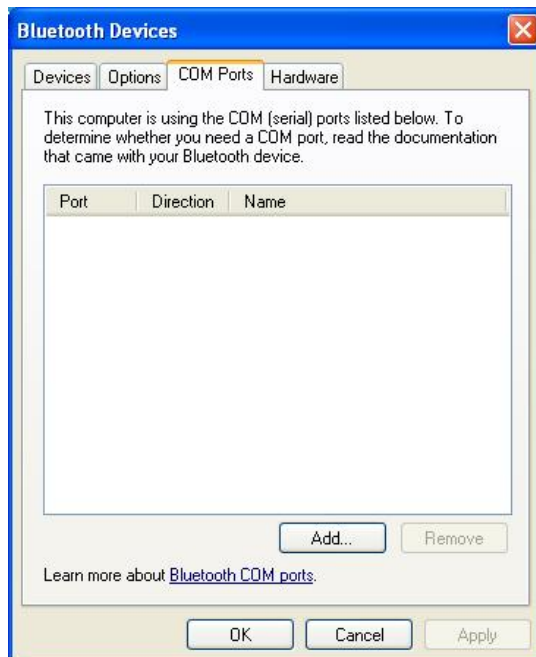 Bluetooth Devices
Devices Options COM Ports Hardware
This computer is using the COM (serial) ports listed below. To
determine whether you need a COM port, read the documentation
that came with your Bluetooth device.
Port Direction Name
Add... Remove
Learn more about Bluetooth COM ports.
OK Cancel Apply